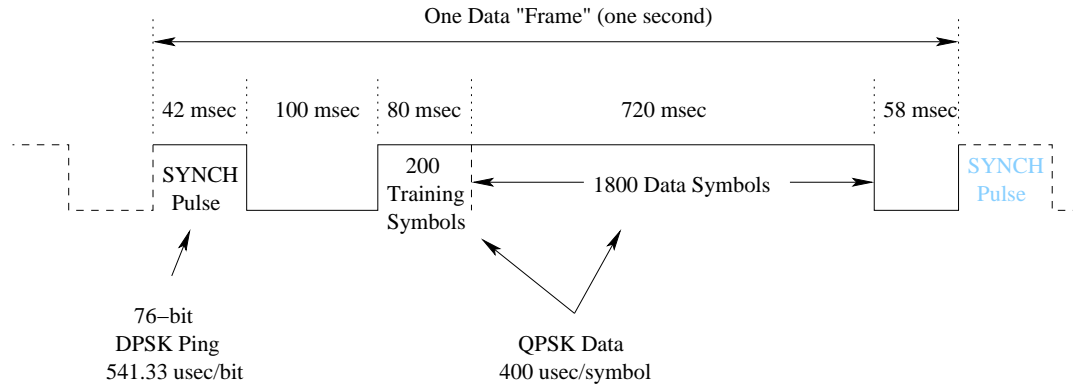 One Data "Frame" (one second)
42 msec
100 msec
80 msec
720 msec
58 msec
SYNCH
Pulse
200
Training
Symbols
1800 Data Symbols
SYNCH
Pulse
76−bit
DPSK Ping
541.33 usec/bit
QPSK Data
400 usec/symbol